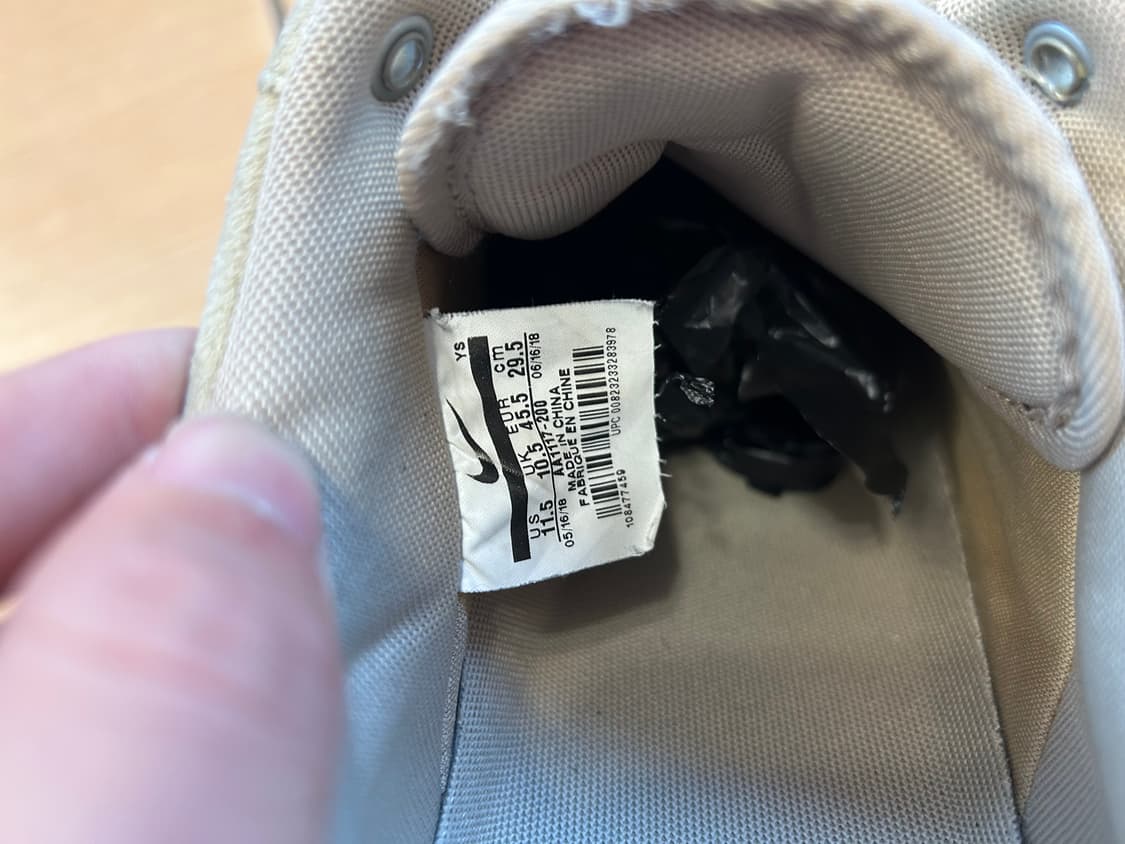 YS
US UK EUR cm
11.5 10.5 45.5 29.5
05/16/18 06/16/18
AA1117-200
MADE IN CHINA
FABRIQUE EN CHINE
108477459 UPC 00823233283978